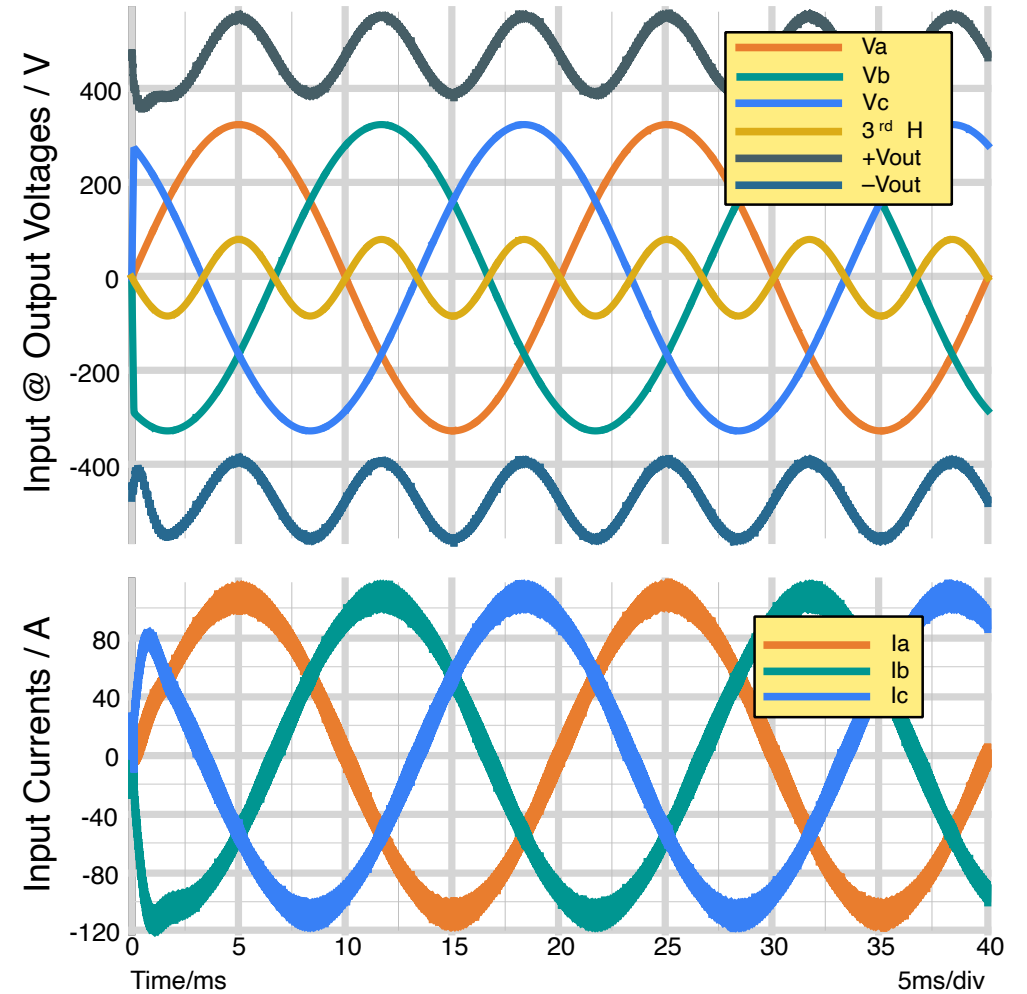 Input @ Output Voltages / V
400
200
0
-200
-400
Va
Vb
Vc
3rd H
+Vout
–Vout
Input Currents / A
80
40
0
-40
-80
-120
Ia
Ib
Ic
0 5 10 15 20 25 30 35 40
Time/ms 5ms/div